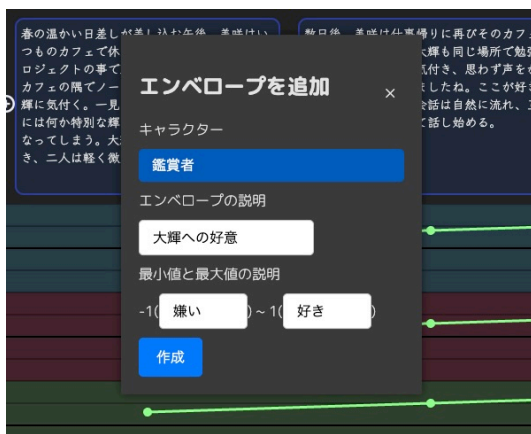 春の温かい日差しが差し込む午後、美咲はい
つものカフェで休
ロジェクトの事で
カフェの隅でノー
輝に気付く。一見
には何か特別な輝
なってしまう。大
き、二人は軽く微
数日後、美咲は仕事帰りに再びそのカフェ
大輝も同じ場所で勉強
気付き、思わず声を
ましたね。ここが好き
会話は自然に流れ、
て話し始める。
エンベロープを追加
×
キャラクター
鑑賞者
エンベロープの説明
大輝への好意
最小値と最大値の説明
-1( 嫌い ) ~ 1( 好き )
作成